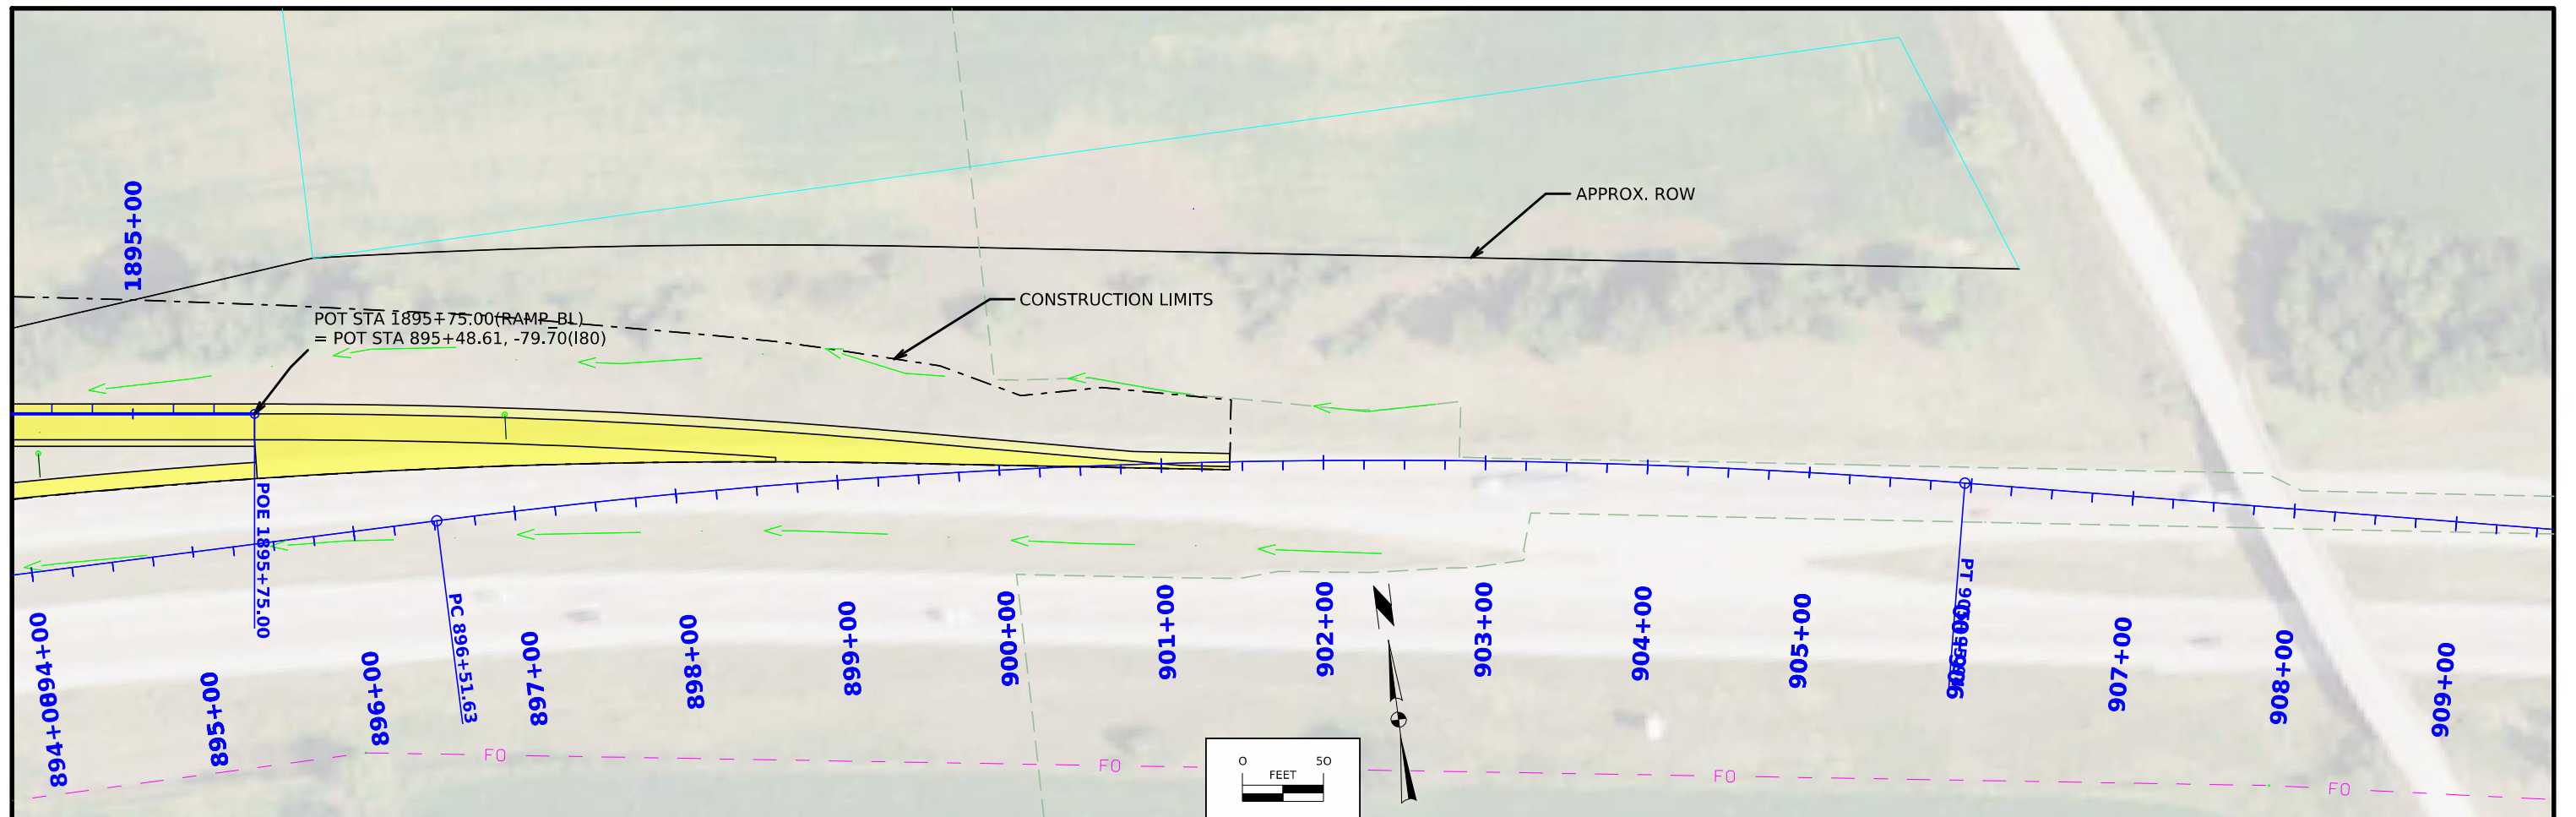 APPROX. ROW
1895+00
CONSTRUCTION LIMITS
POT STA 1895+75.00(RAMP_BL)
= POT STA 895+48.61, -79.70(I80)
POE 1895+75.00
PC 896+51.63
894+00
894+00
895+00
896+00
897+00
898+00
899+00
900+00
901+00
902+00
903+00
904+00
905+00
PT
907+00
908+00
909+00
FO
FO
FO
FO
0 50
FEET